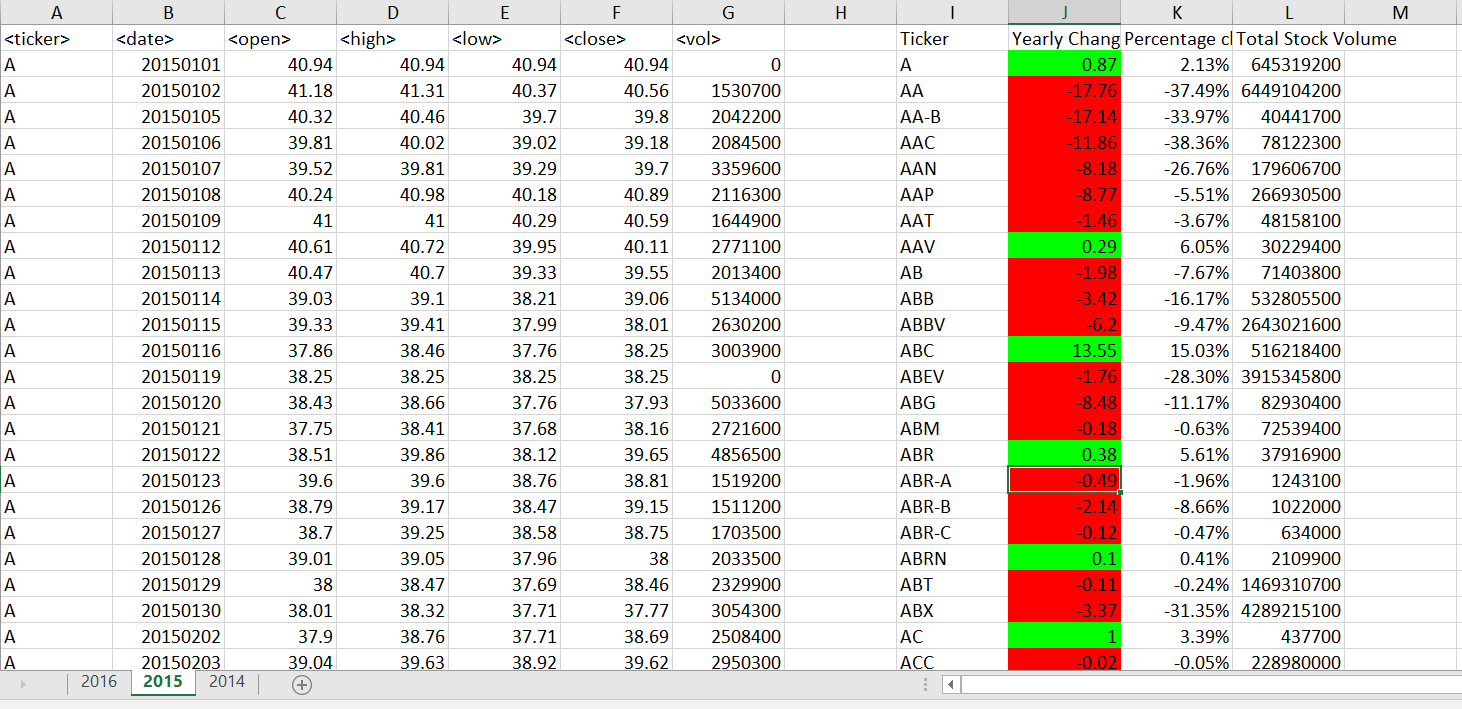 A B C D E F G H I J K L M
<ticker> <date> <open> <high> <low> <close> <vol> Ticker Yearly Chang Percentage cl Total Stock Volume
A 20150101 40.94 40.94 40.94 40.94 0 A 0.87 2.13% 645319200
A 20150102 41.18 41.31 40.37 40.56 1530700 AA -17.76 -37.49% 6449104200
A 20150105 40.32 40.46 39.7 39.8 2042200 AA-B -17.14 -33.97% 40441700
A 20150106 39.81 40.02 39.02 39.18 2084500 AAC -11.86 -38.36% 78122300
A 20150107 39.52 39.81 39.29 39.7 3359600 AAN -8.18 -26.76% 179606700
A 20150108 40.24 40.98 40.18 40.89 2116300 AAP -8.77 -5.51% 266930500
A 20150109 41 41 40.29 40.59 1644900 AAT -1.46 -3.67% 48158100
A 20150112 40.61 40.72 39.95 40.11 2771100 AAV 0.29 6.05% 30229400
A 20150113 40.47 40.7 39.33 39.55 2013400 AB -1.98 -7.67% 71403800
A 20150114 39.03 39.1 38.21 39.06 5134000 ABB -3.42 -16.17% 532805500
A 20150115 39.33 39.41 37.99 38.01 2630200 ABBV -6.2 -9.47% 2643021600
A 20150116 37.86 38.46 37.76 38.25 3003900 ABC 13.55 15.03% 516218400
A 20150119 38.25 38.25 38.25 38.25 0 ABEV -1.76 -28.30% 3915345800
A 20150120 38.43 38.66 37.76 37.93 5033600 ABG -8.48 -11.17% 82930400
A 20150121 37.75 38.41 37.68 38.16 2721600 ABM -0.18 -0.63% 72539400
A 20150122 38.51 39.86 38.12 39.65 4856500 ABR 0.38 5.61% 37916900
A 20150123 39.6 39.6 38.76 38.81 1519200 ABR-A -0.49 -1.96% 1243100
A 20150126 38.79 39.17 38.47 39.15 1511200 ABR-B -2.14 -8.66% 1022000
A 20150127 38.7 39.25 38.58 38.75 1703500 ABR-C -0.12 -0.47% 634000
A 20150128 39.01 39.05 37.96 38 2033500 ABRN 0.1 0.41% 2109900
A 20150129 38 38.47 37.69 38.46 2329900 ABT -0.11 -0.24% 1469310700
A 20150130 38.01 38.32 37.71 37.77 3054300 ABX -3.37 -31.35% 4289215100
A 20150202 37.9 38.76 37.71 38.69 2508400 AC 1 3.39% 437700
A 20150203 39.04 39.63 38.92 39.62 2950300 ACC -0.02 -0.05% 228980000
2016 2015 2014